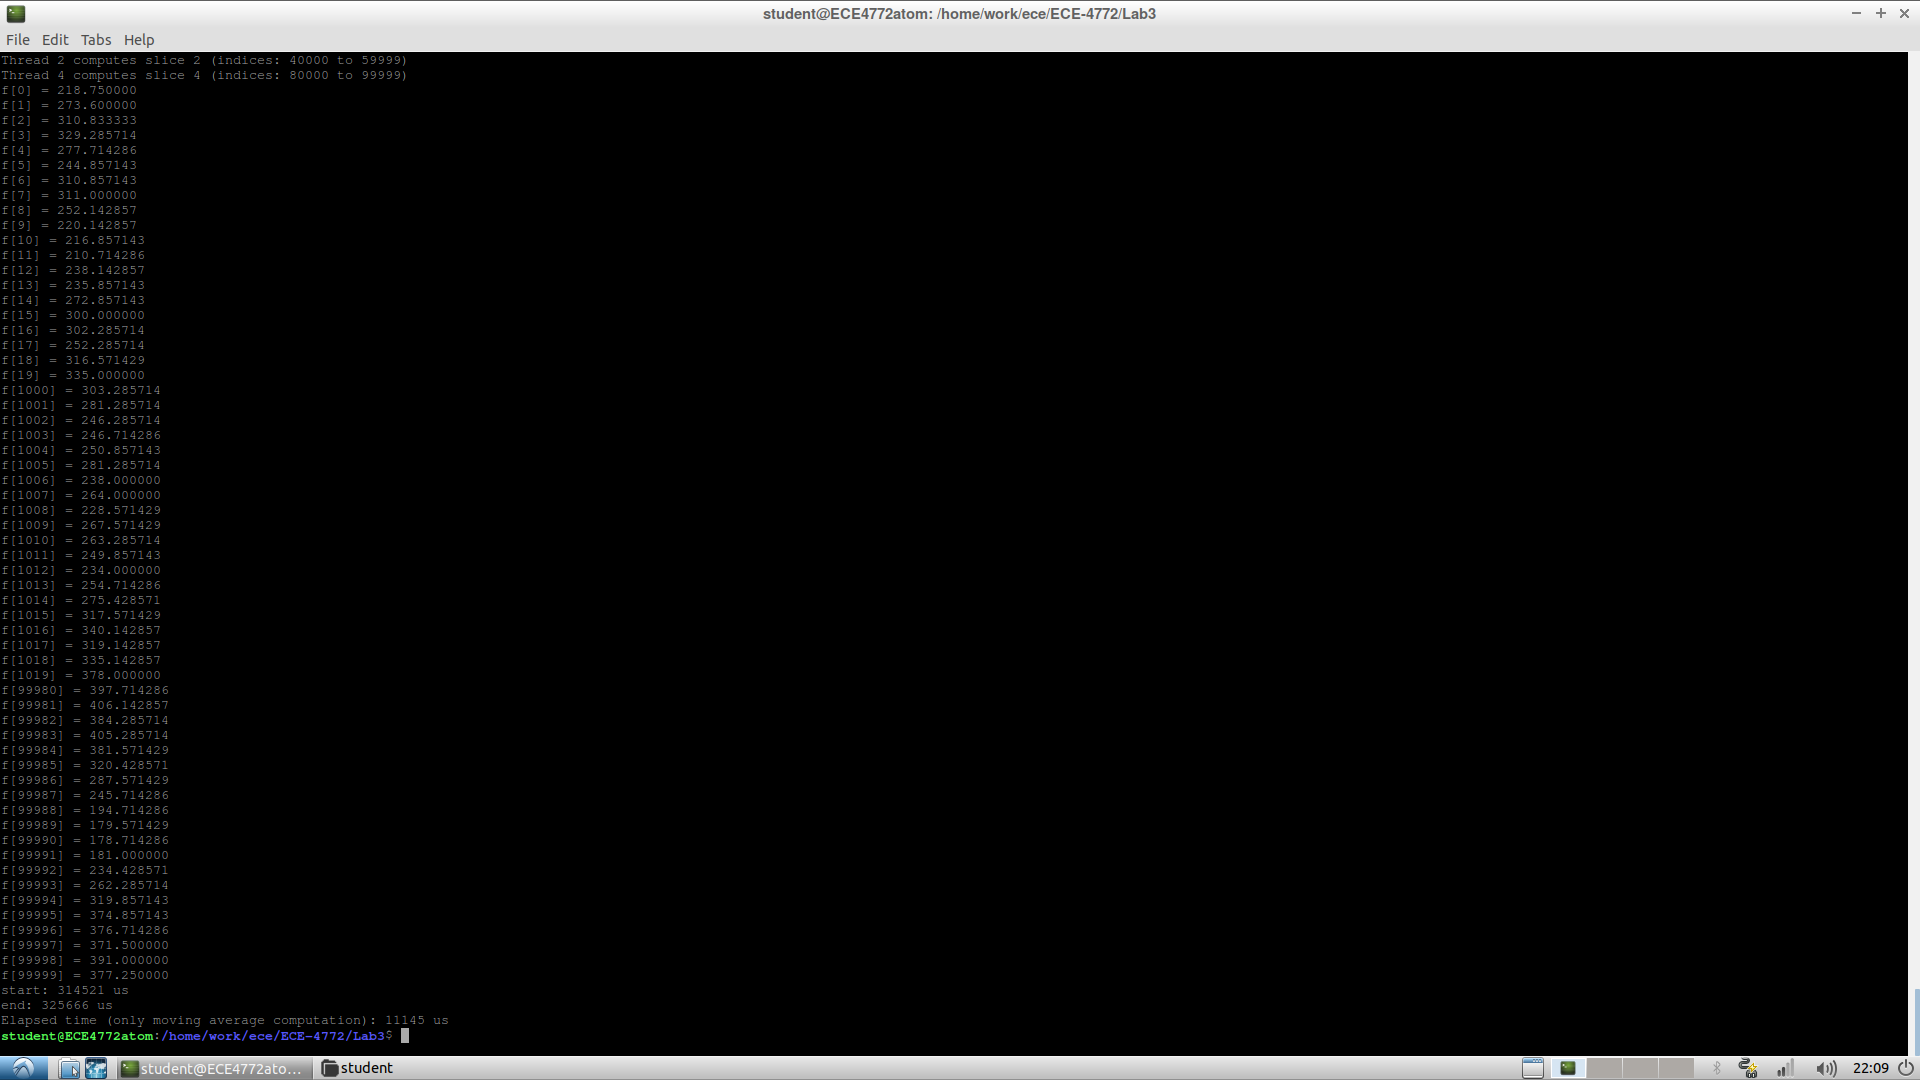 student@ECE4772atom: /home/work/ece/ECE-4772/Lab3
File Edit Tabs Help
Thread 2 computes slice 2 (indices: 40000 to 59999)
Thread 4 computes slice 4 (indices: 80000 to 99999)
f[0] = 218.750000
f[1] = 273.600000
f[2] = 310.833333
f[3] = 329.285714
f[4] = 277.714286
f[5] = 244.857143
f[6] = 310.857143
f[7] = 311.000000
f[8] = 252.142857
f[9] = 220.142857
f[10] = 216.857143
f[11] = 210.714286
f[12] = 238.142857
f[13] = 235.857143
f[14] = 272.857143
f[15] = 300.000000
f[16] = 302.285714
f[17] = 252.285714
f[18] = 316.571429
f[19] = 335.000000
f[1000] = 303.285714
f[1001] = 281.285714
f[1002] = 246.285714
f[1003] = 246.714286
f[1004] = 250.857143
f[1005] = 281.285714
f[1006] = 238.000000
f[1007] = 264.000000
f[1008] = 228.571429
f[1009] = 267.571429
f[1010] = 263.285714
f[1011] = 249.857143
f[1012] = 234.000000
f[1013] = 254.714286
f[1014] = 275.428571
f[1015] = 317.571429
f[1016] = 340.142857
f[1017] = 319.142857
f[1018] = 335.142857
f[1019] = 378.000000
f[99980] = 397.714286
f[99981] = 406.142857
f[99982] = 384.285714
f[99983] = 405.285714
f[99984] = 381.571429
f[99985] = 320.428571
f[99986] = 287.571429
f[99987] = 245.714286
f[99988] = 194.714286
f[99989] = 179.571429
f[99990] = 178.714286
f[99991] = 181.000000
f[99992] = 234.428571
f[99993] = 262.285714
f[99994] = 319.857143
f[99995] = 374.857143
f[99996] = 376.714286
f[99997] = 371.500000
f[99998] = 391.000000
f[99999] = 377.250000
start: 314521 us
end: 325666 us
Elapsed time (only moving average computation): 11145 us
student@ECE4772atom:/home/work/ece/ECE-4772/Lab3$
student@ECE4772ato...
student
22:09